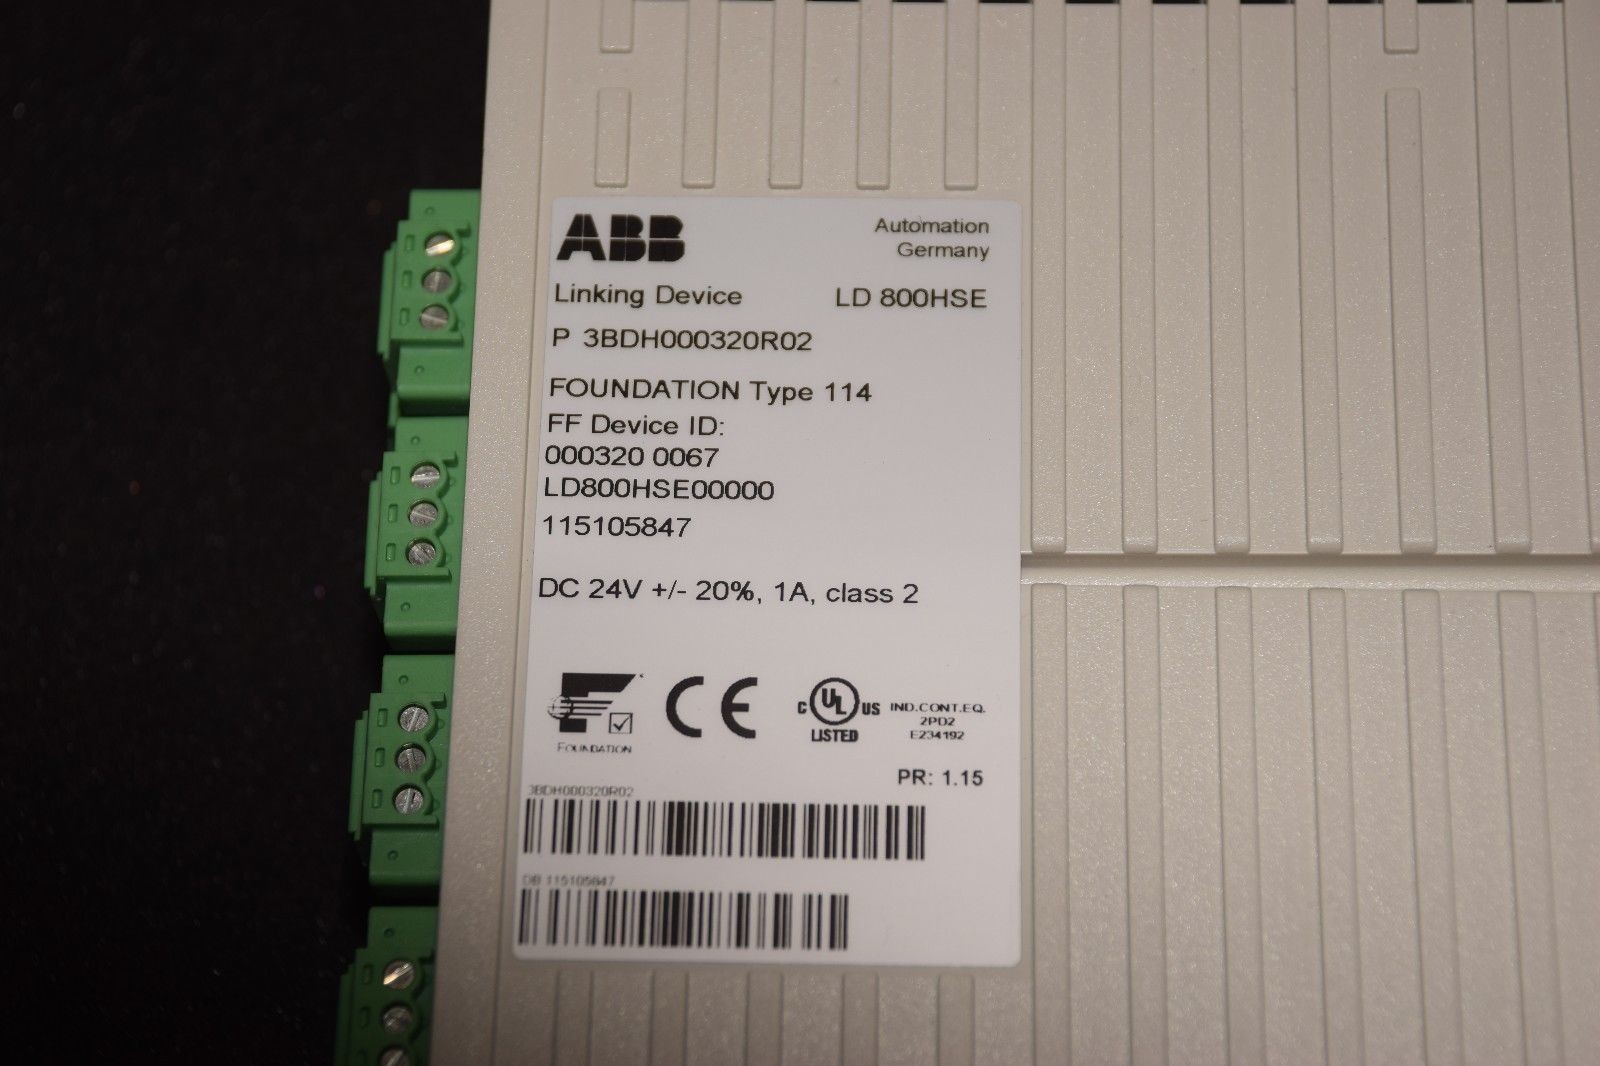 ABB
Automation
Germany
Linking Device LD 800HSE
P 3BDH000320R02
FOUNDATION Type 114
FF Device ID:
000320 0067
LD800HSE00000
115105847
DC 24V +/- 20%, 1A, class 2
FOUNDATION
CE
C UL US
LISTED
IND.CONT.EQ.
2PD2
E234192
PR: 1.15
3BDH000320R02
DB 115105847